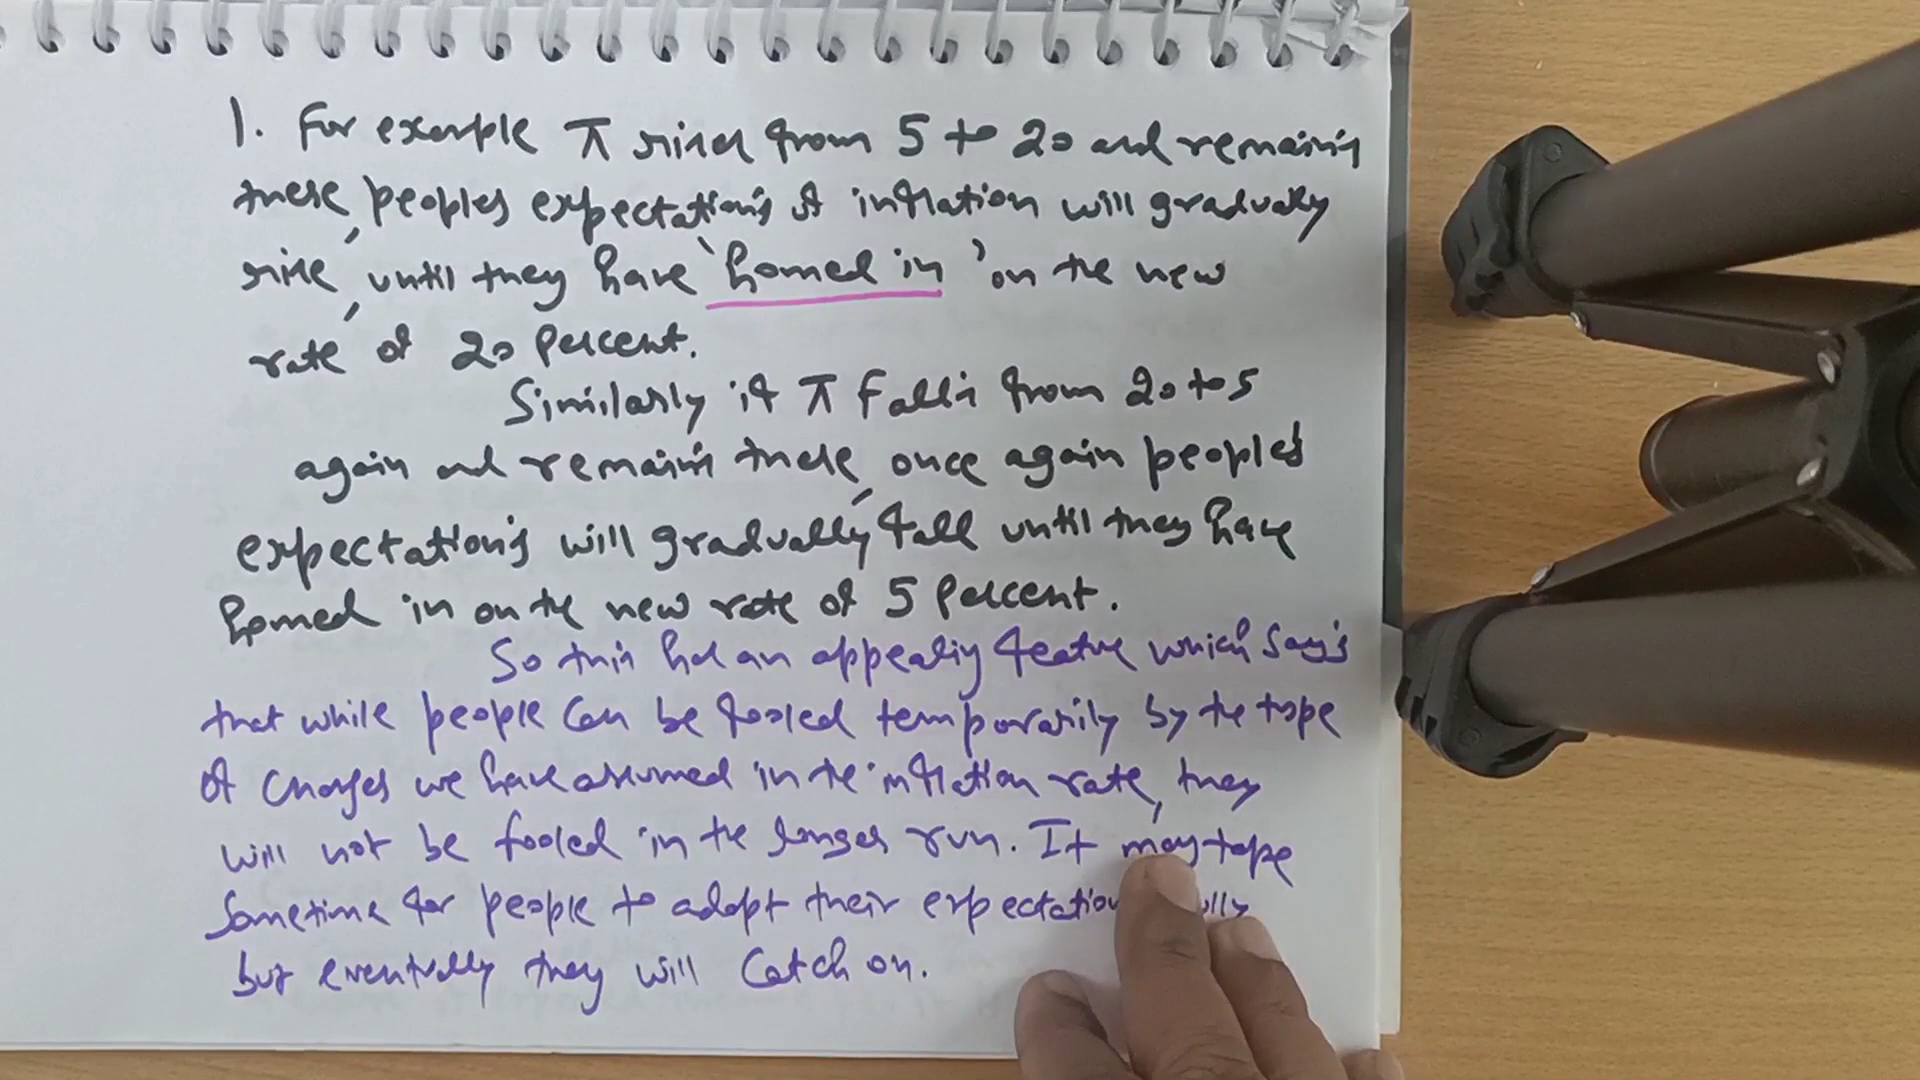 1. For example π rises from 5 to 20 and remains
there, peoples expectations of inflation will gradually
rise, until they have 'homed in' on the new
rate of 20 percent.
Similarly if π falls from 20 to 5
again and remains there, once again peoples
expectations will gradually fall until they have
homed in on the new rate of 5 percent.
So this has an appealing feature which says
that while people can be fooled temporarily by the type
of changes we have assumed in the inflation rate, they
will not be fooled in the longer run. It may take
sometime for people to adapt their
but eventually they will catch on.